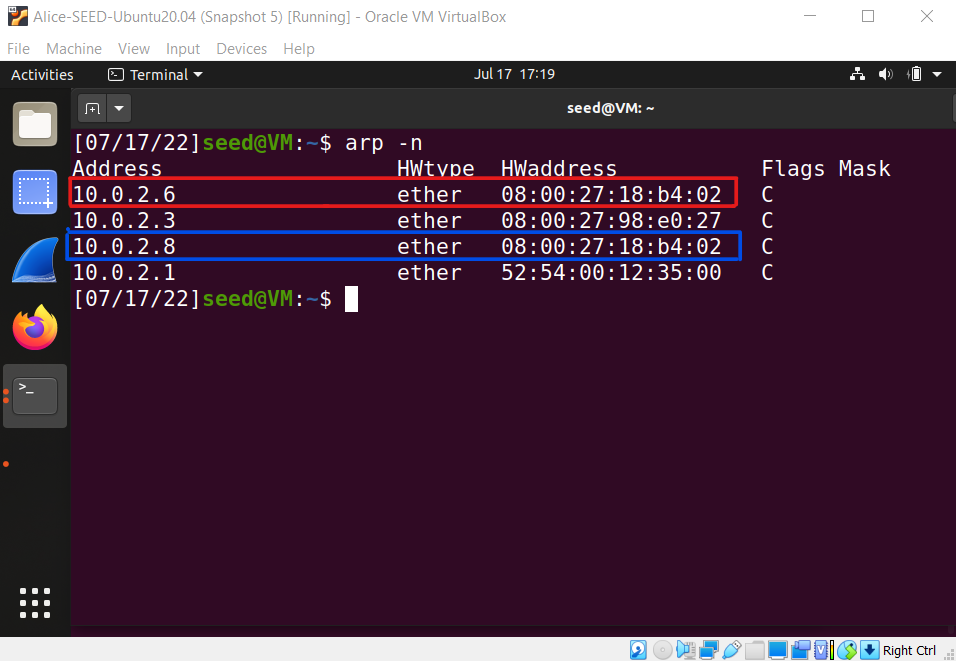 Alice-SEED-Ubuntu20.04 (Snapshot 5) [Running] - Oracle VM VirtualBox
File Machine View Input Devices Help
Activities Terminal Jul 17 17:19
seed@VM: ~
[07/17/22]seed@VM:~$ arp -n
Address HWtype HWaddress Flags Mask
10.0.2.6 ether 08:00:27:18:b4:02 C
10.0.2.3 ether 08:00:27:98:e0:27 C
10.0.2.8 ether 08:00:27:18:b4:02 C
10.0.2.1 ether 52:54:00:12:35:00 C
[07/17/22]seed@VM:~$
Right Ctrl